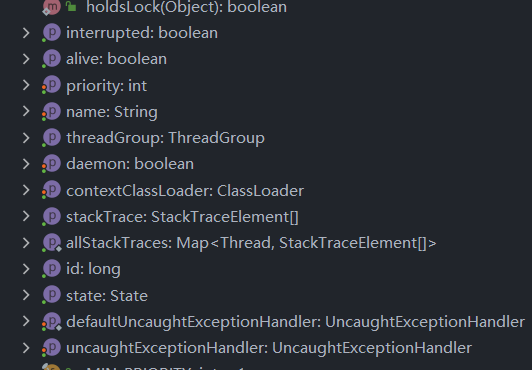 holdsLock(Object): boolean
interrupted: boolean
alive: boolean
priority: int
name: String
threadGroup: ThreadGroup
daemon: boolean
contextClassLoader: ClassLoader
stackTrace: StackTraceElement[]
allStackTraces: Map<Thread, StackTraceElement[]>
id: long
state: State
defaultUncaughtExceptionHandler: UncaughtExceptionHandler
uncaughtExceptionHandler: UncaughtExceptionHandler